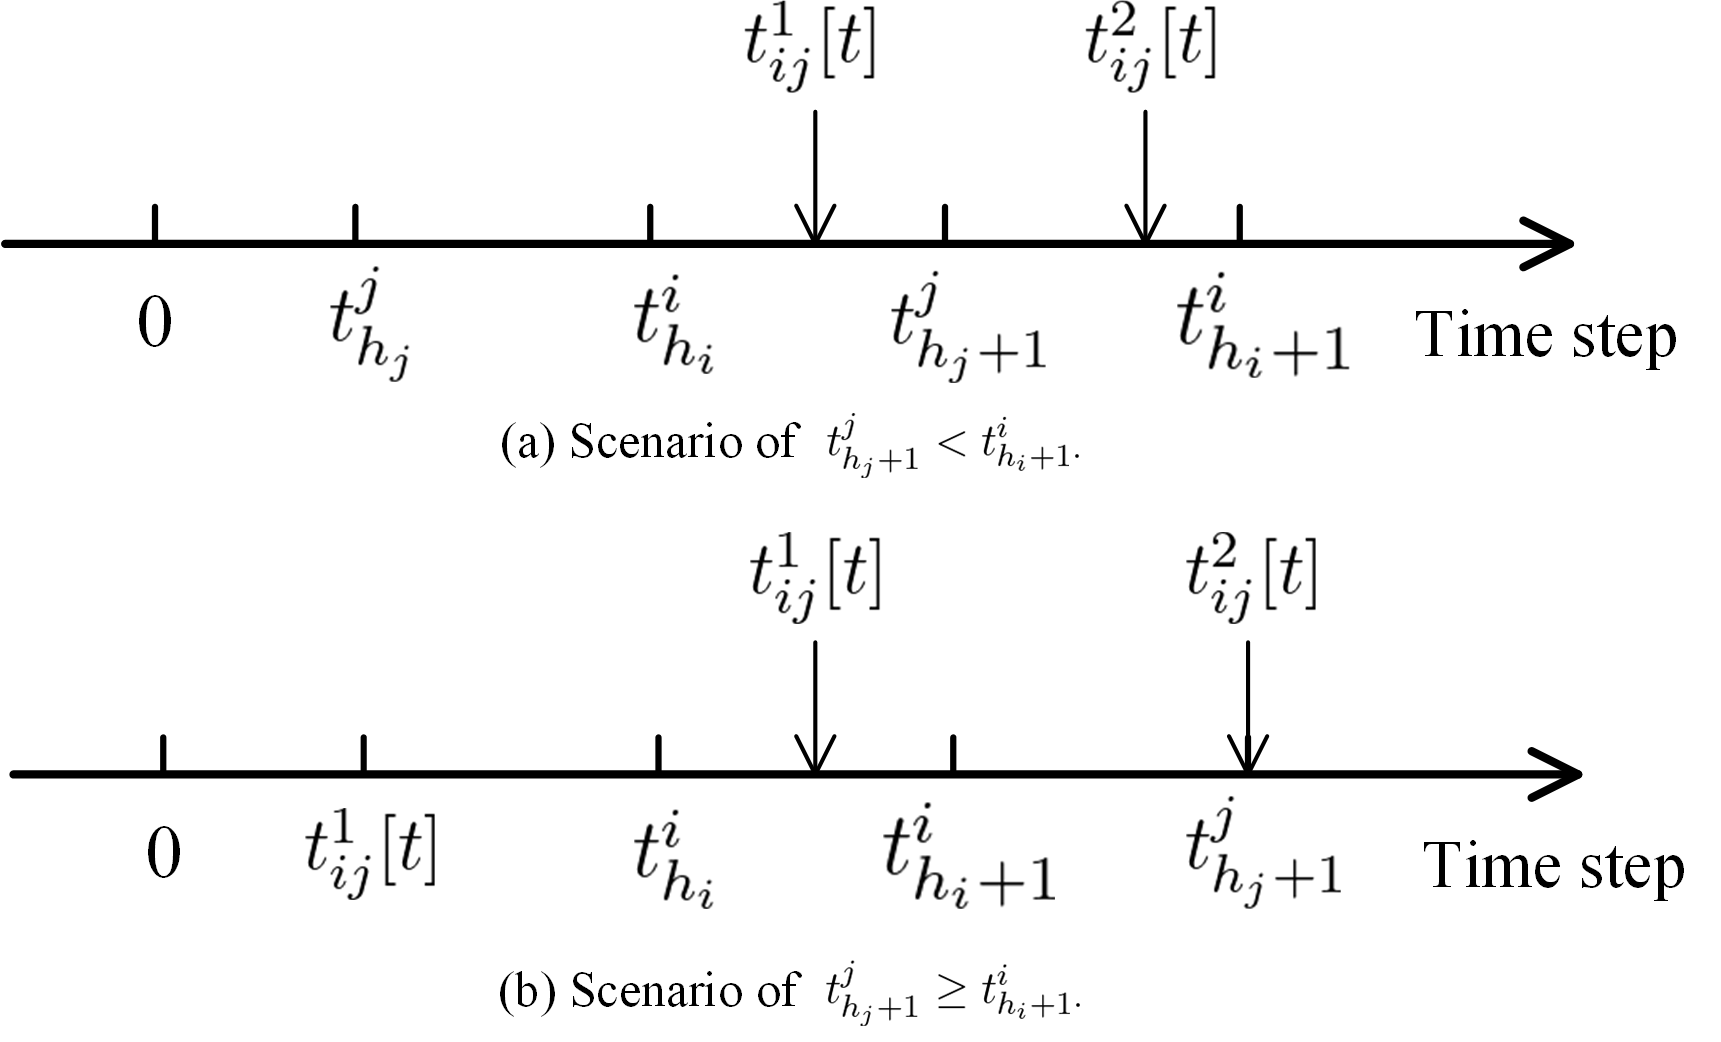 $t_{ij}^{1}[t]$ $t_{ij}^{2}[t]$
0 $t_{h_j}^{j}$ $t_{h_i}^{i}$ $t_{h_j+1}^{j}$ $t_{h_i+1}^{i}$ Time step
(a) Scenario of $t_{h_j+1}^{j} < t_{h_i+1}^{i}$.
$t_{ij}^{1}[t]$ $t_{ij}^{2}[t]$
0 $t_{ij}^{1}[t]$ $t_{h_i}^{i}$ $t_{h_i+1}^{i}$ $t_{h_j+1}^{j}$ Time step
(b) Scenario of $t_{h_j+1}^{j} \geq t_{h_i+1}^{i}$.